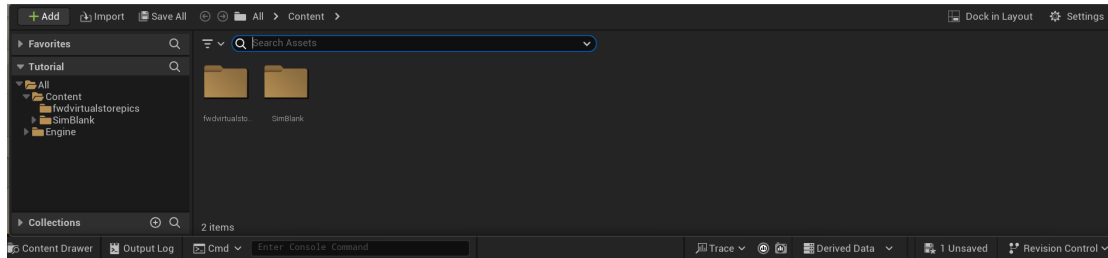 Add Import Save All All > Content > Dock in Layout Settings
Favorites
Search Assets
Tutorial
All
Content
fwdvirtualstorepics
SimBlank
Engine
fwdvirtualsto.. SimBlank
Collections
2 items
Content Drawer Output Log Cmd Enter Console Command Trace Derived Data 1 Unsaved Revision Control